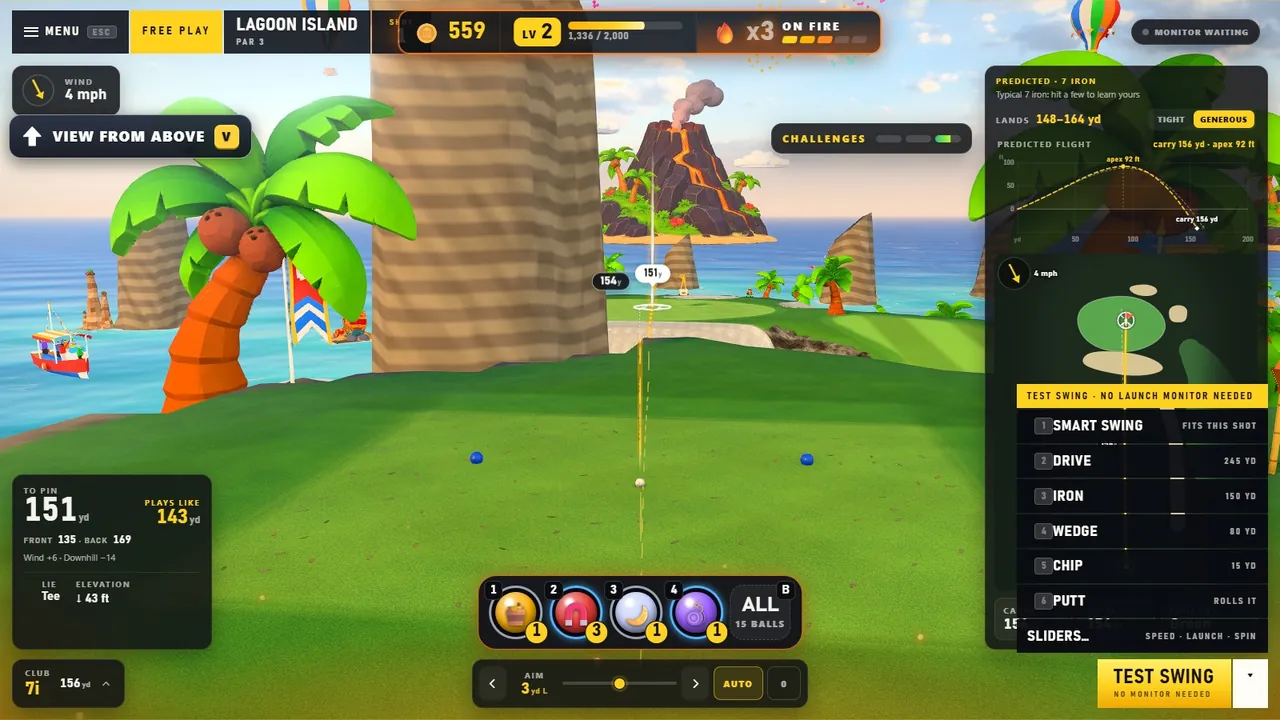 MENU ESC
FREE PLAY
LAGOON ISLAND
PAR 3
559
LV 2
1,336 / 2,000
x3 ON FIRE
MONITOR WAITING
WIND
4 mph
VIEW FROM ABOVE V
CHALLENGES
PREDICTED · 7 IRON
Typical 7 iron: hit a few to learn yours
LANDS 148–164 yd TIGHT GENEROUS
PREDICTED FLIGHT carry 156 yd · apex 92 ft
apex 92 ft
ft
100
50
0
carry 156 yd
yd 50 100 150 200
4 mph
154y
151y
TEST SWING · NO LAUNCH MONITOR NEEDED
1 SMART SWING FITS THIS SHOT
2 DRIVE 245 YD
3 IRON 150 YD
4 WEDGE 80 YD
5 CHIP 15 YD
6 PUTT ROLLS IT
SLIDERS… SPEED · LAUNCH · SPIN
TEST SWING
NO MONITOR NEEDED
TO PIN
151 yd
PLAYS LIKE
143 yd
FRONT 135 · BACK 169
Wind +6 · Downhill −14
LIE
Tee
ELEVATION
↓ 43 ft
CLUB
7i 156 yd
1 1
2 3
3 1
4 1
ALL B
15 BALLS
AIM
3 yd L
AUTO
0